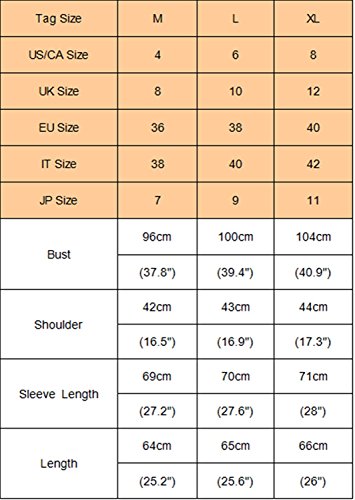 Tag Size M L XL
US/CA Size 4 6 8
UK Size 8 10 12
EU Size 36 38 40
IT Size 38 40 42
JP Size 7 9 11
Bust 96cm 100cm 104cm
(37.8") (39.4") (40.9")
Shoulder 42cm 43cm 44cm
(16.5") (16.9") (17.3")
Sleeve Length 69cm 70cm 71cm
(27.2") (27.6") (28")
Length 64cm 65cm 66cm
(25.2") (25.6") (26")